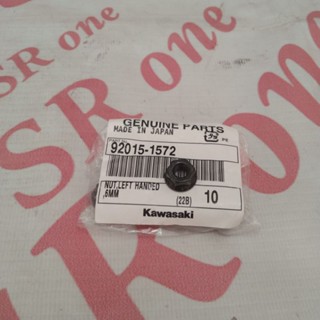 SR one
GENUINE PARTS
MADE IN JAPAN
92015-1572
NUT,LEFT HANDED
,6MM
(22B)
10
Kawasaki
SR one